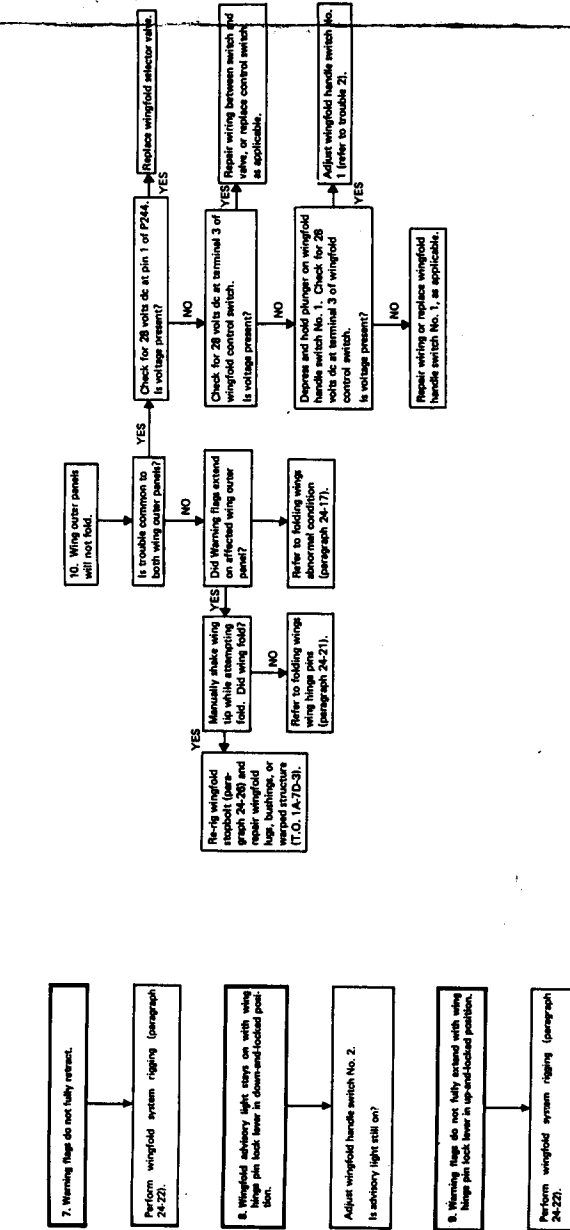 7. Warning flags do not fully retract.
Perform wingfold system rigging (paragraph
24-22).
8. Wingfold advisory light stays on with wing
hinge pin lock lever in down-and-locked posi-
tion.
Adjust wingfold handle switch No. 2.
Is advisory light still on?
9. Warning flags do not fully extend with wing
hinge pin lock lever in up-and-locked position.
Perform wingfold system rigging (paragraph
24-22).
10. Wing outer panels
will not fold.
Is trouble common to
both wing outer panels?
YES
NO
Did Warning flags extend
on affected wing outer
panel?
YES
Refer to folding wings
abnormal condition
(paragraph 24-17).
Manually shake wing
tip while attempting
fold. Did wing fold?
YES
NO
Re-rig wingfold
stopbolt (para-
graph 24-26) and
repair wingfold
lugs, bushings, or
warped structure
(T.O. 1A-7D-3).
Refer to folding wings
wing hinge pins
(paragraph 24-21).
Check for 28 volts dc at pin 1 of P244.
Is voltage present?
YES
NO
Replace wingfold selector valve.
Check for 28 volts dc at terminal 3 of
wingfold control switch.
Is voltage present?
YES
NO
Repair wiring between switch and
valve, or replace control switch
as applicable.
Depress and hold plunger on wingfold
handle switch No. 1. Check for 28
volts dc at terminal 3 of wingfold
control switch.
Is voltage present?
YES
NO
Adjust wingfold handle switch No.
1 (refer to trouble 2).
Repair wiring or replace wingfold
handle switch No. 1, as applicable.